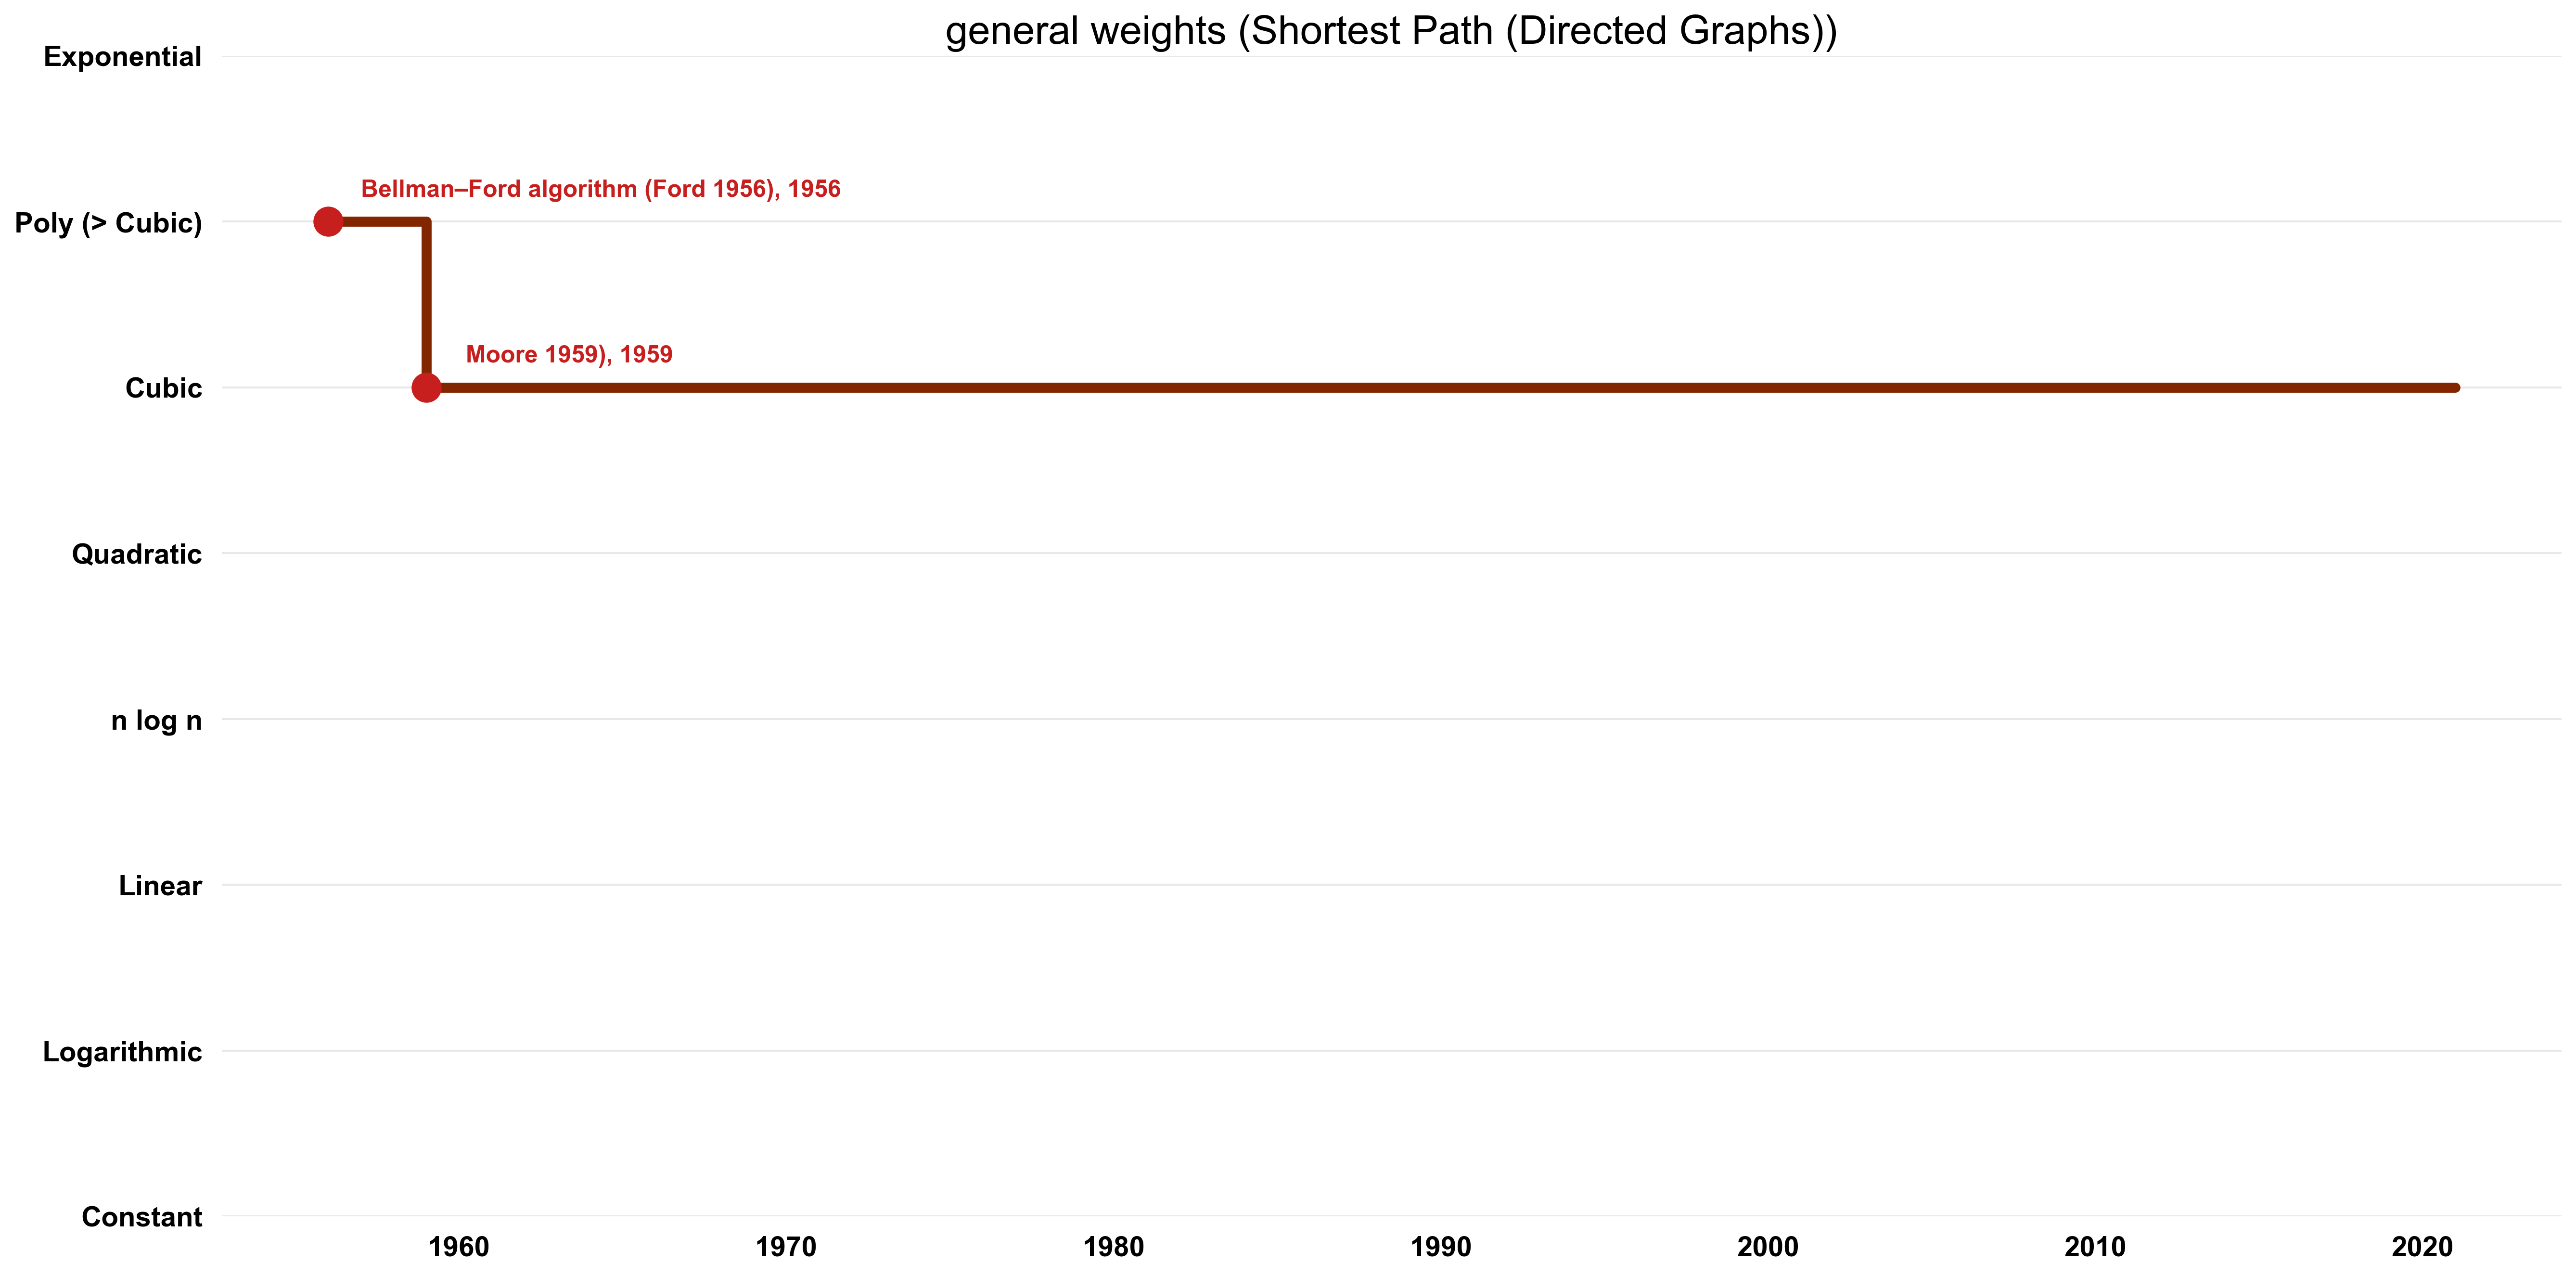 general weights (Shortest Path (Directed Graphs))
Exponential
Bellman–Ford algorithm (Ford 1956), 1956
Poly (> Cubic)
Moore 1959), 1959
Cubic
Quadratic
n log n
Linear
Logarithmic
Constant
1960 1970 1980 1990 2000 2010 2020